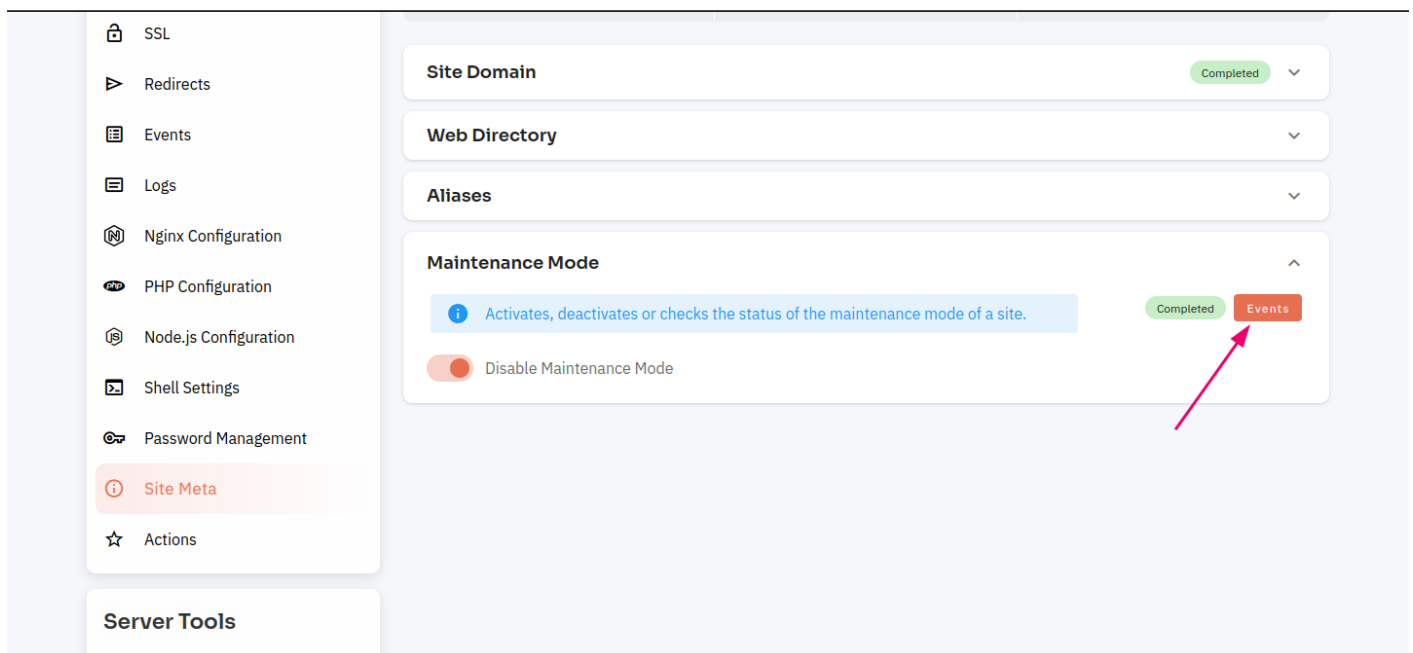 SSL
Redirects
Events
Logs
Nginx Configuration
PHP Configuration
Node.js Configuration
Shell Settings
Password Management
Site Meta
Actions
Server Tools
Site Domain
Completed
Web Directory
Aliases
Maintenance Mode
Activates, deactivates or checks the status of the maintenance mode of a site.
Completed
Events
Disable Maintenance Mode